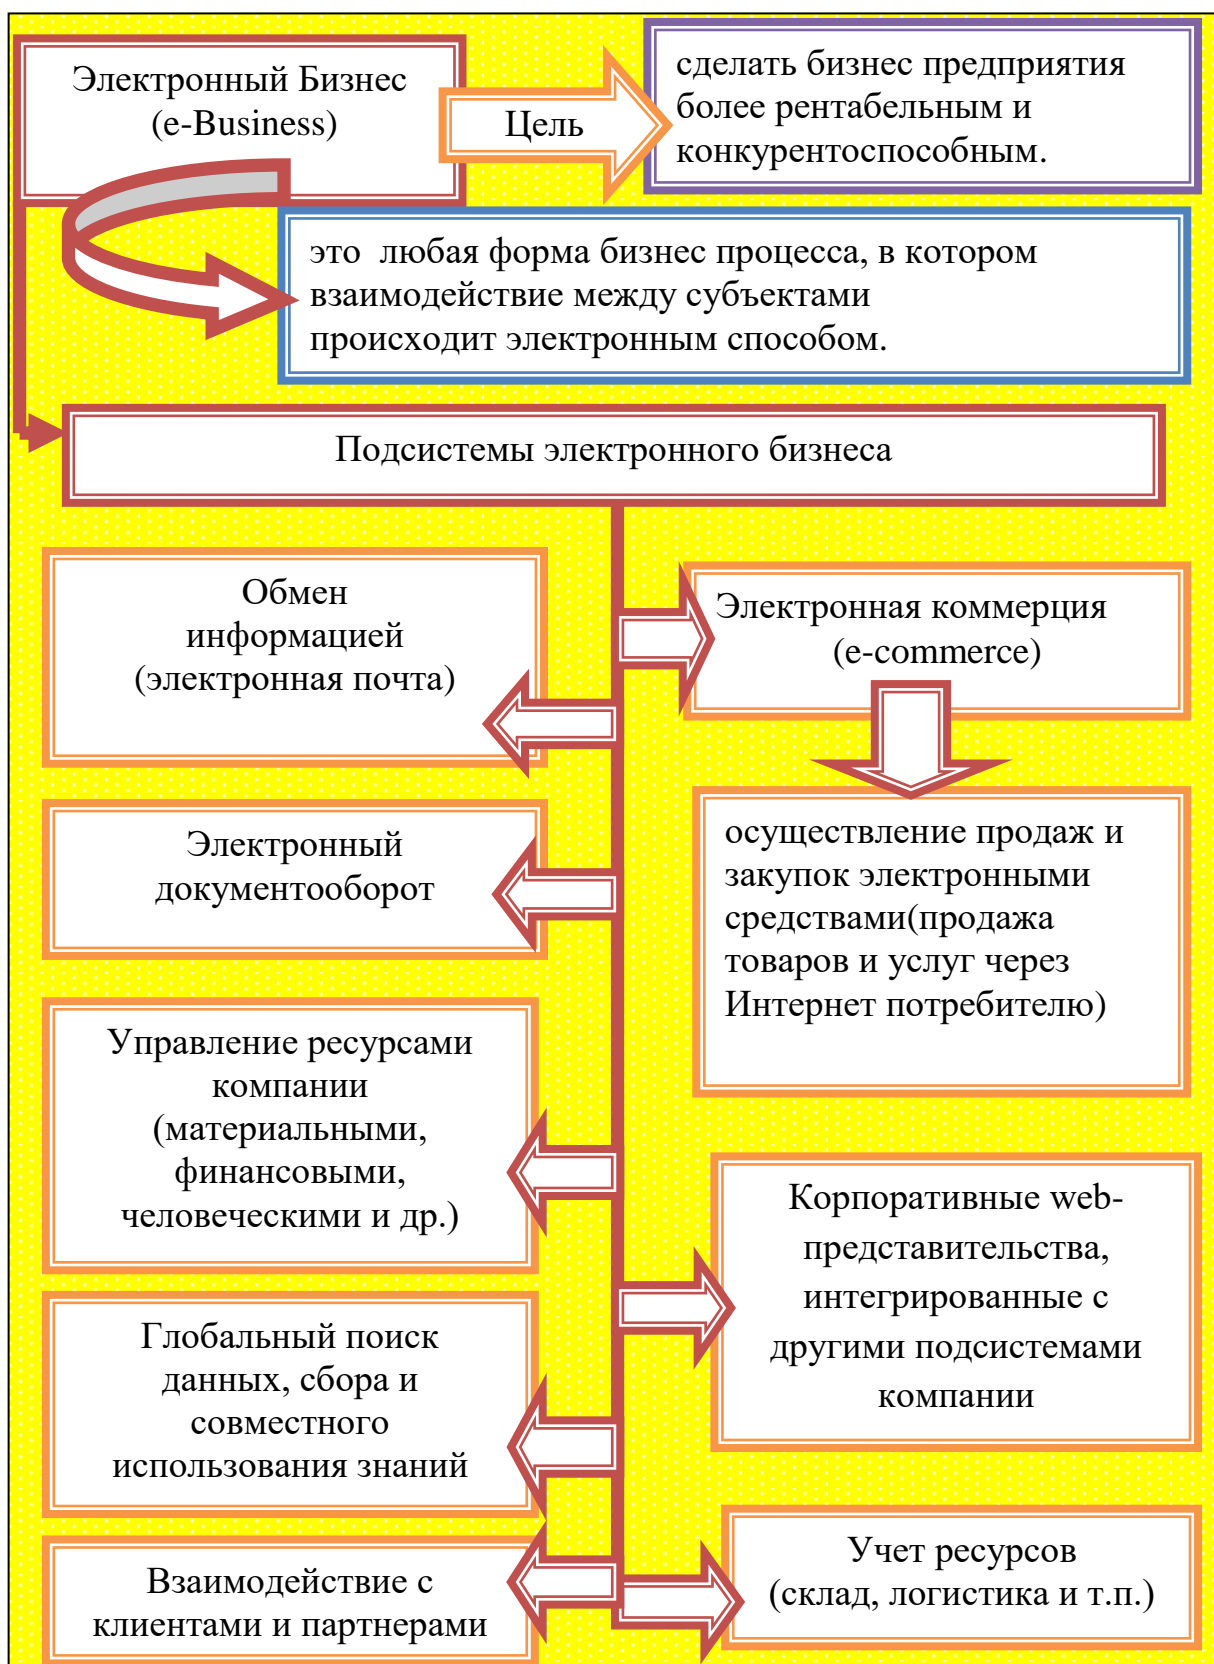 Электронный Бизнес
(e-Business)
Цель
сделать бизнес предприятия
более рентабельным и
конкурентоспособным.
это любая форма бизнес процесса, в котором
взаимодействие между субъектами
происходит электронным способом.
Подсистемы электронного бизнеса
Обмен
информацией
(электронная почта)
Электронная коммерция
(e-commerce)
Электронный
документооборот
осуществление продаж и
закупок электронными
средствами(продажа
товаров и услуг через
Интернет потребителю)
Управление ресурсами
компании
(материальными,
финансовыми,
человеческими и др.)
Корпоративные web-
представительства,
интегрированные с
другими подсистемами
компании
Глобальный поиск
данных, сбора и
совместного
использования знаний
Взаимодействие с
клиентами и партнерами
Учет ресурсов
(склад, логистика и т.п.)